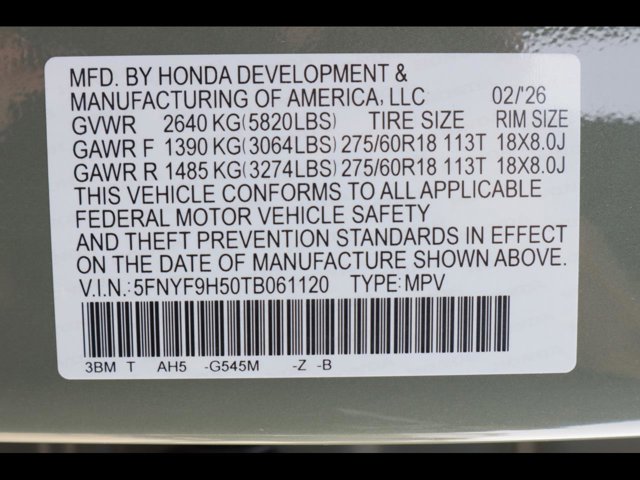 MFD. BY HONDA DEVELOPMENT &
MANUFACTURING OF AMERICA, LLC 02/'26
GVWR 2640 KG(5820LBS) TIRE SIZE RIM SIZE
GAWR F 1390 KG(3064LBS) 275/60R18 113T 18X8.0J
GAWR R 1485 KG(3274LBS) 275/60R18 113T 18X8.0J
THIS VEHICLE CONFORMS TO ALL APPLICABLE
FEDERAL MOTOR VEHICLE SAFETY
AND THEFT PREVENTION STANDARDS IN EFFECT
ON THE DATE OF MANUFACTURE SHOWN ABOVE.
V.I.N.:5FNYF9H50TB061120 TYPE:MPV
3BM T AH5 -G545M -Z -B